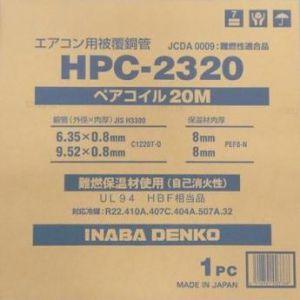 7
エアコン用被覆銅管
JCDA 0009:難燃性適合品
HPC-2320
ペアコイル20M
銅管(外径×肉厚) JIS H3300
保温材肉厚
6.35×0.8mm
9.52×0.8mm
C1220T-O
8mm
8mm
PEF8-N
難燃保温材使用(自己消火性)
UL94 HBF相当品
対応冷媒:R22.410A.407C.404A.507A.32
INABA DENKO
1PC
MADE IN JAPAN